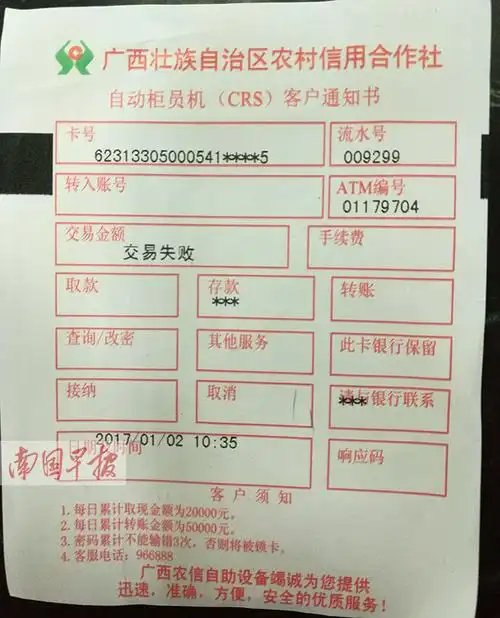 广西壮族自治区农村信用合作社
自动柜员机（CRS）客户通知书
卡号 流水号
62313305000541****5 009299
转入账号 ATM编号
01179704
交易金额 手续费
交易失败
取款 存款 转账
***
查询/改密 其他服务 此卡银行保留
接纳 取消 请与银行联系
***
日期 时间 响应码
2017/01/02 10:35
南国早报
客户须知
1. 每日累计取现金额为20000元。
2. 每日累计转账金额为50000元。
3. 密码累计不能输错3次，否则将被锁卡。
4. 客服电话：966888
广西农信自助设备竭诚为您提供
迅速，准确，方便，安全的优质服务！